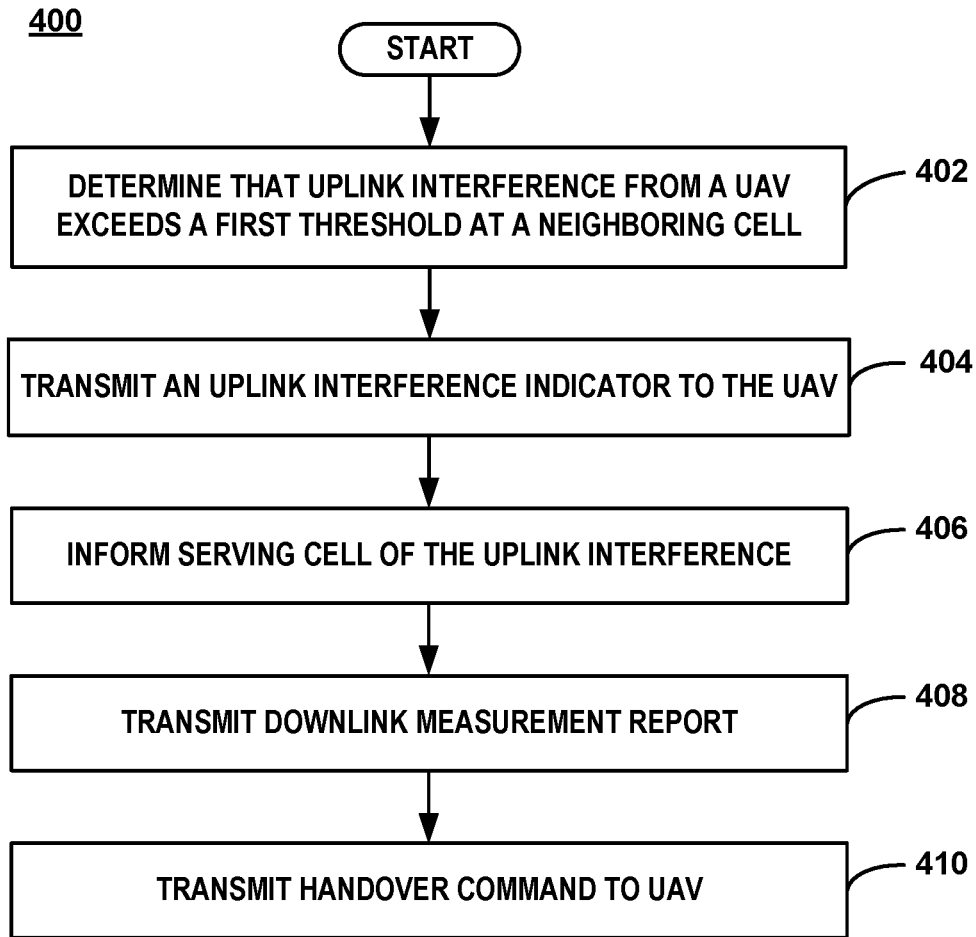 400
START
DETERMINE THAT UPLINK INTERFERENCE FROM A UAV
EXCEEDS A FIRST THRESHOLD AT A NEIGHBORING CELL
402
TRANSMIT AN UPLINK INTERFERENCE INDICATOR TO THE UAV
404
INFORM SERVING CELL OF THE UPLINK INTERFERENCE
406
TRANSMIT DOWNLINK MEASUREMENT REPORT
408
TRANSMIT HANDOVER COMMAND TO UAV
410